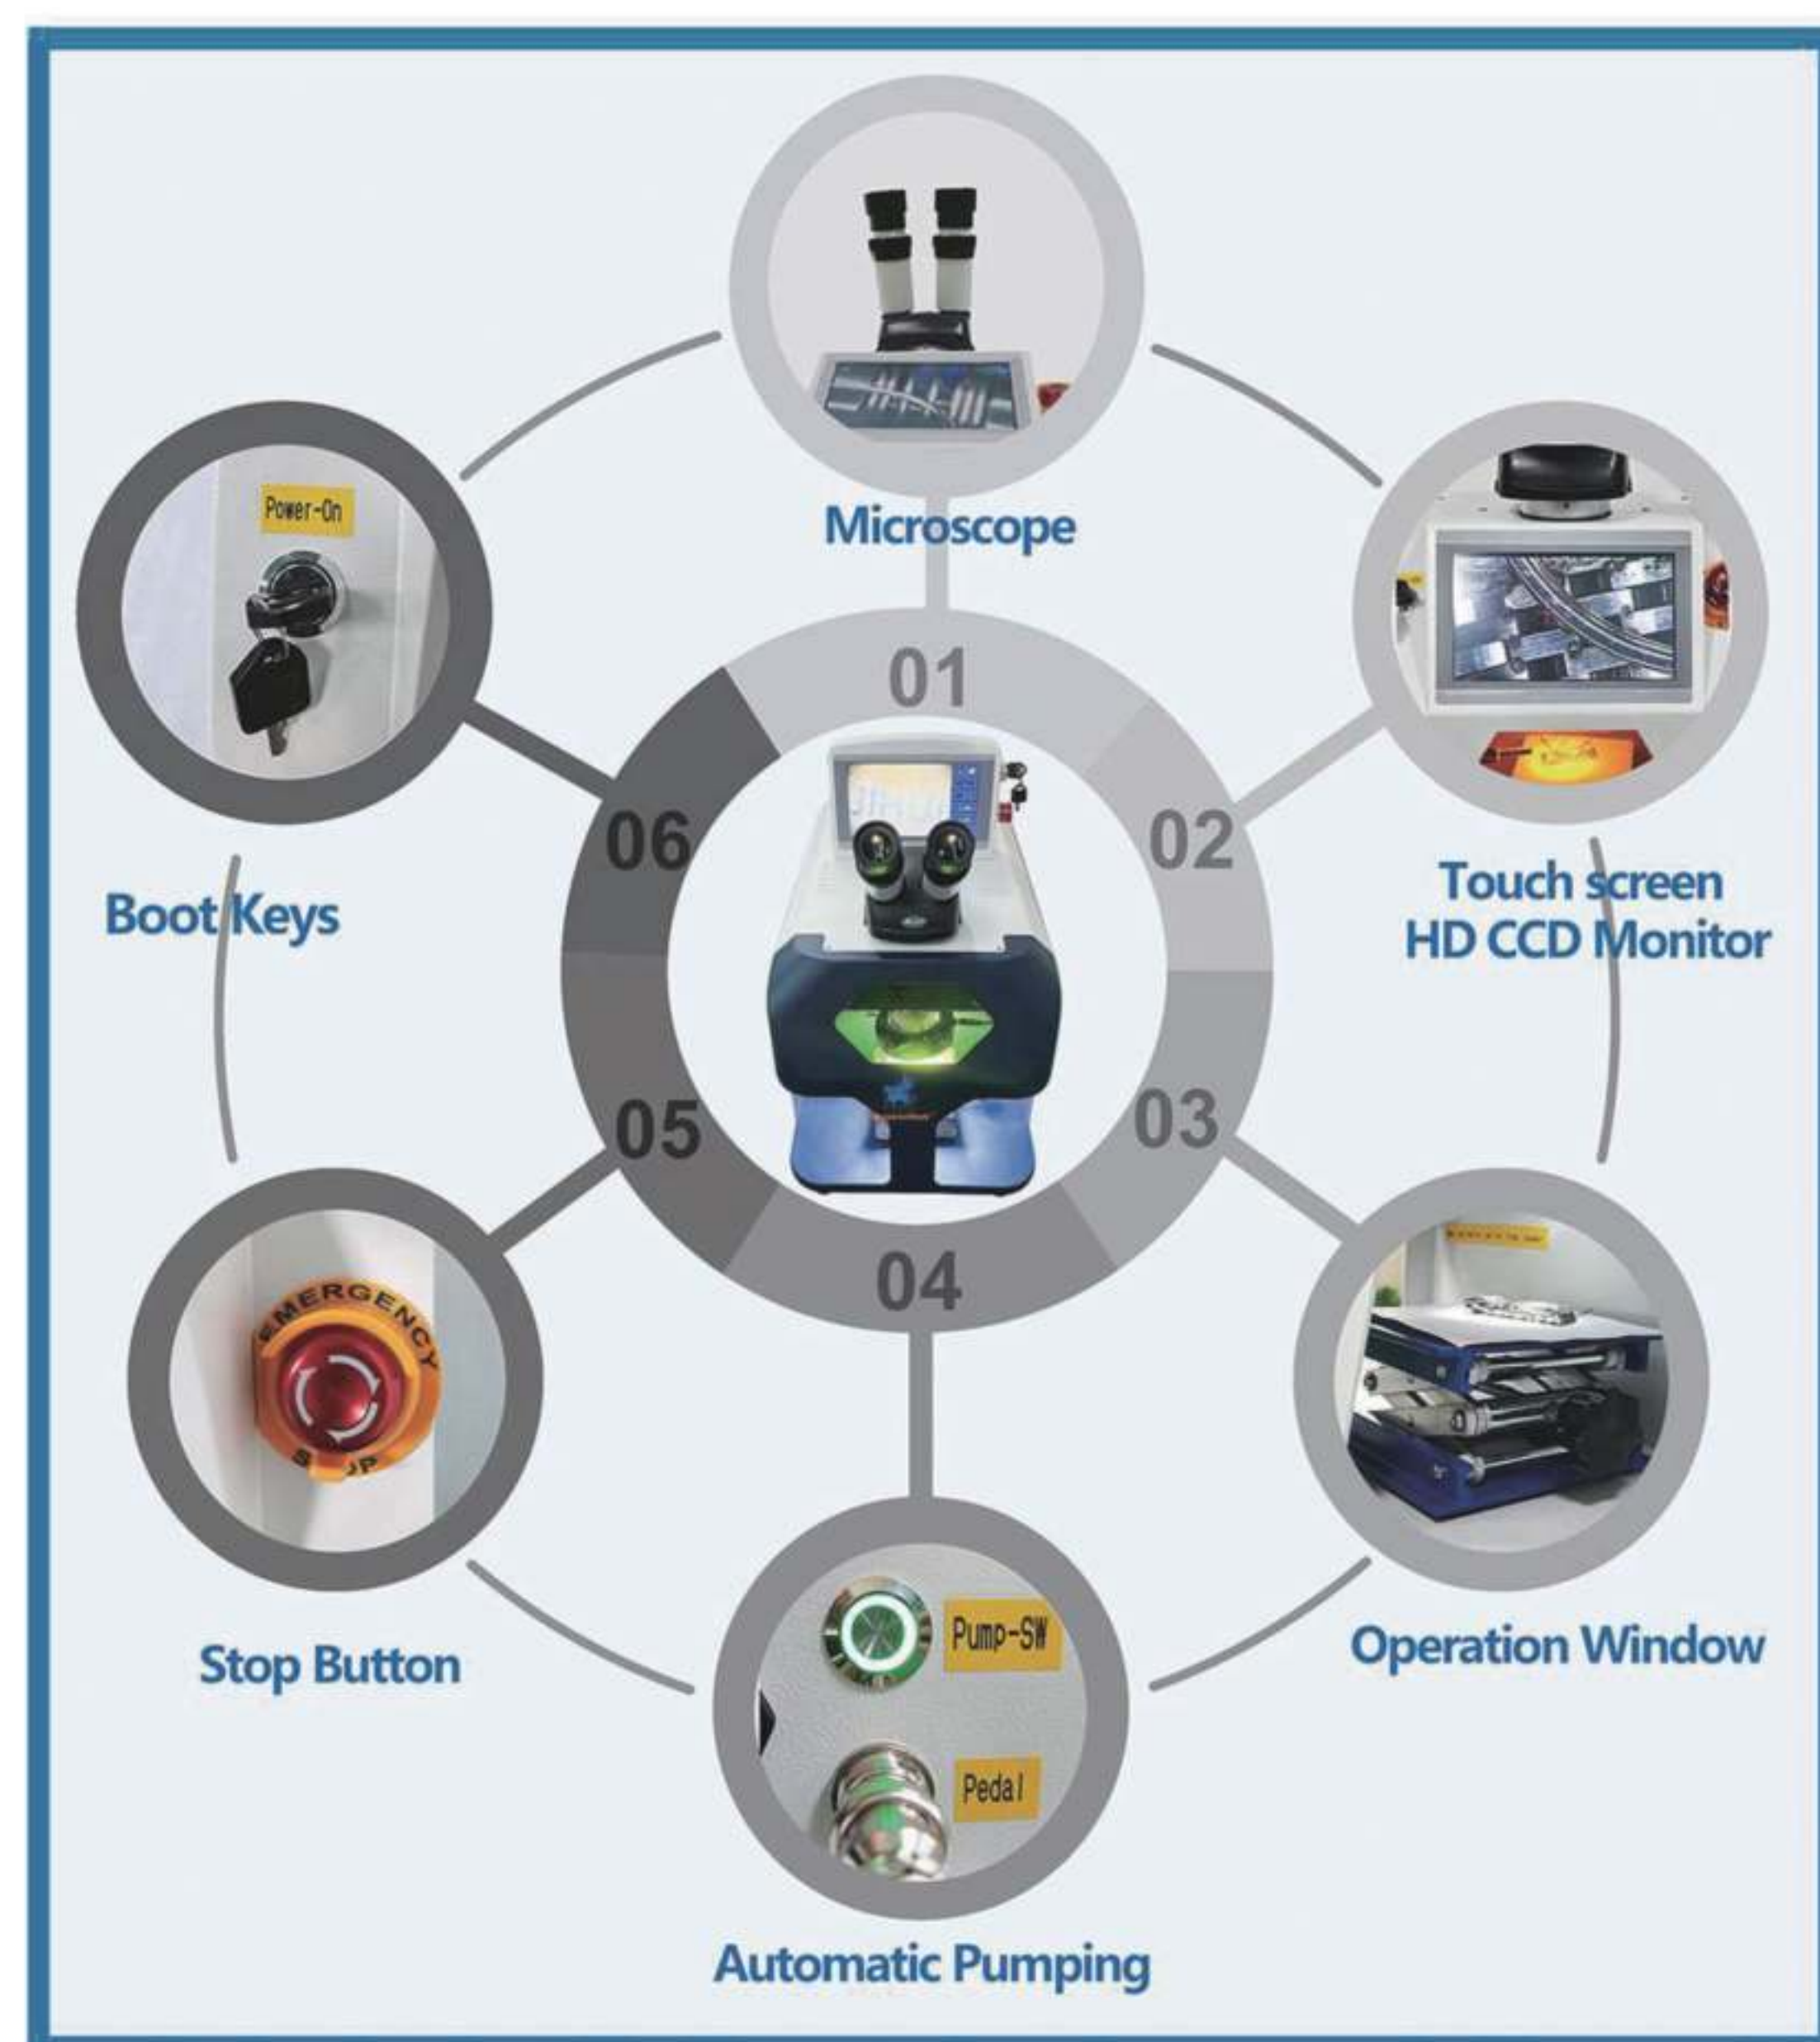 Microscope
01
Power-On
Boot Keys
06
02
Touch screen
HD CCD Monitor
05
03
EMERGENCY
Stop Button
04
Operation Window
Pump-SW
Pedal
Automatic Pumping